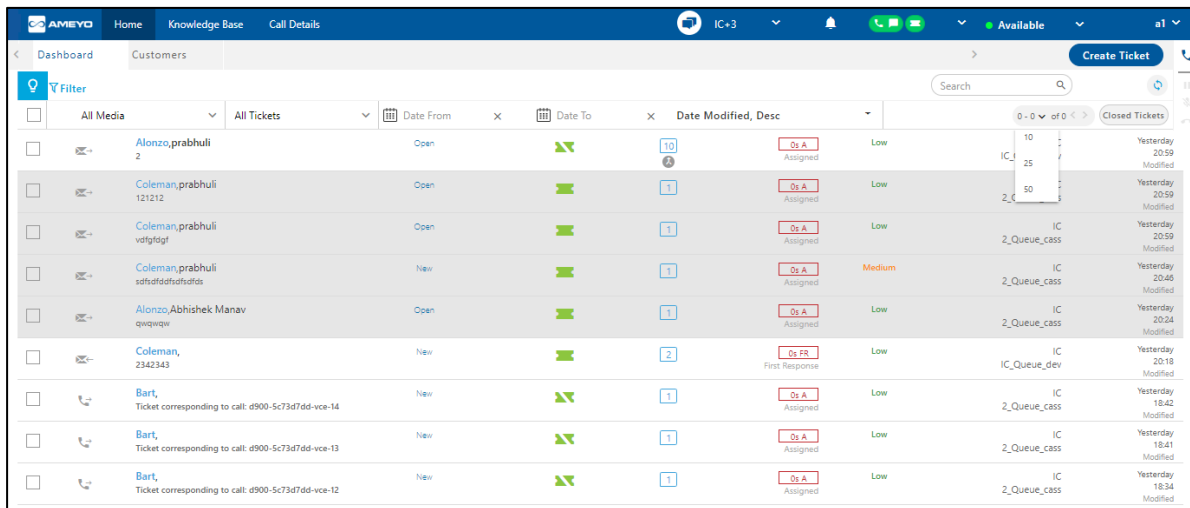 AMEYO Home Knowledge Base Call Details IC+3 Available a1
Dashboard Customers Create Ticket
Filter Search
All Media All Tickets Date From × Date To × Date Modified, Desc 0 - 0 of 0 Closed Tickets
10
25
50
Alonzo,prabhuli Open 10 0s A Low Yesterday
2 Assigned 20:59
Modified
Coleman,prabhuli Open 1 0s A Low Yesterday
121212 Assigned 20:59
Modified
Coleman,prabhuli Open 1 0s A Low IC Yesterday
vdfgfdgf Assigned 2_Queue_cass 20:59
Modified
Coleman,prabhuli New 1 0s A Medium IC Yesterday
sdfsdfddfsdfsdfds Assigned 2_Queue_cass 20:46
Modified
Alonzo,Abhishek Manav Open 1 0s A Low IC Yesterday
qwqwqw Assigned 2_Queue_cass 20:24
Modified
Coleman, New 2 0s FR Low IC Yesterday
2342343 First Response IC_Queue_dev 20:18
Modified
Bart, New 1 0s A Low IC Yesterday
Ticket corresponding to call: d900-5c73d7dd-vce-14 Assigned 2_Queue_cass 18:42
Modified
Bart, New 1 0s A Low IC Yesterday
Ticket corresponding to call: d900-5c73d7dd-vce-13 Assigned 2_Queue_cass 18:41
Modified
Bart, New 1 0s A Low IC Yesterday
Ticket corresponding to call: d900-5c73d7dd-vce-12 Assigned 2_Queue_cass 18:34
Modified